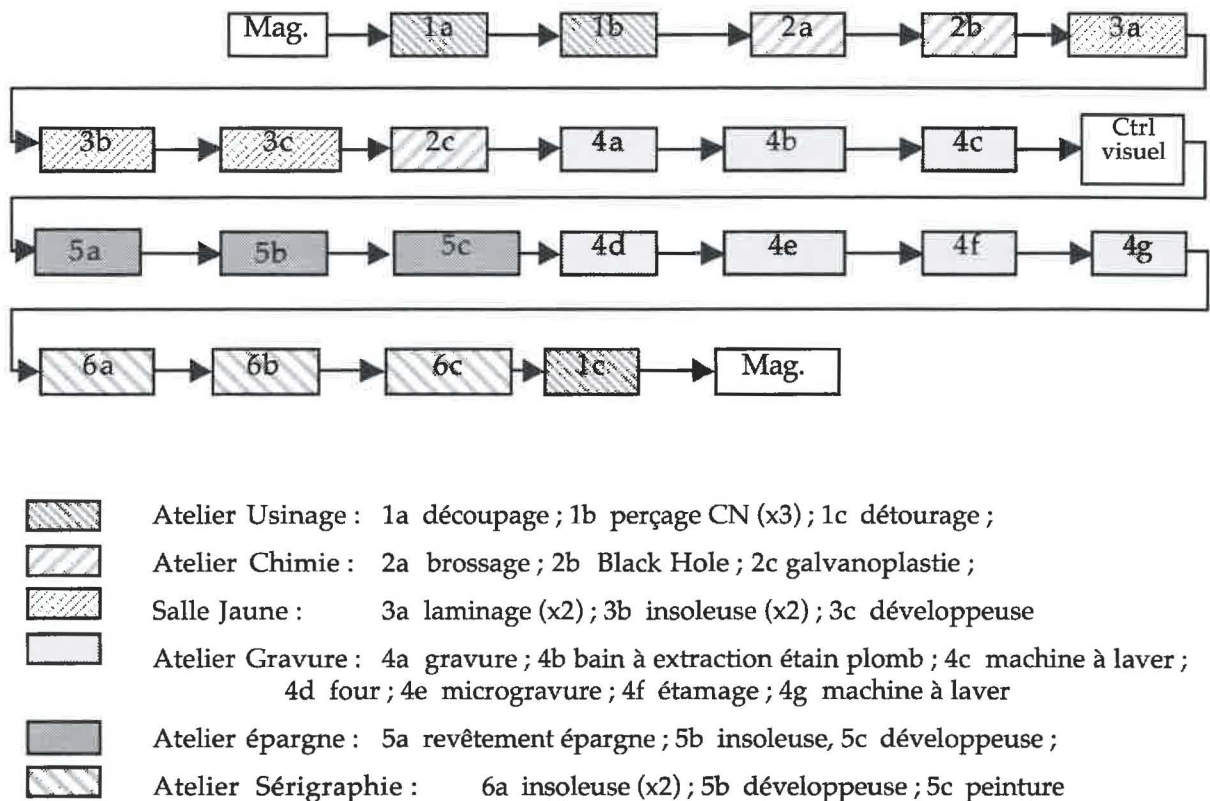 Mag. 1a 1b 2a 2b 3a
3b 3c 2c 4a 4b 4c Ctrl
visuel
5a 5b 5c 4d 4e 4f 4g
6a 6b 6c 1c Mag.
Atelier Usinage : 1a découpage ; 1b perçage CN (x3) ; 1c détourage ;
Atelier Chimie : 2a brossage ; 2b Black Hole ; 2c galvanoplastie ;
Salle Jaune : 3a laminage (x2) ; 3b insoleuse (x2) ; 3c développeuse
Atelier Gravure : 4a gravure ; 4b bain à extraction étain plomb ; 4c machine à laver ;
4d four ; 4e microgravure ; 4f étamage ; 4g machine à laver
Atelier épargne : 5a revêtement épargne ; 5b insoleuse, 5c développeuse ;
Atelier Sérigraphie : 6a insoleuse (x2) ; 5b développeuse ; 5c peinture